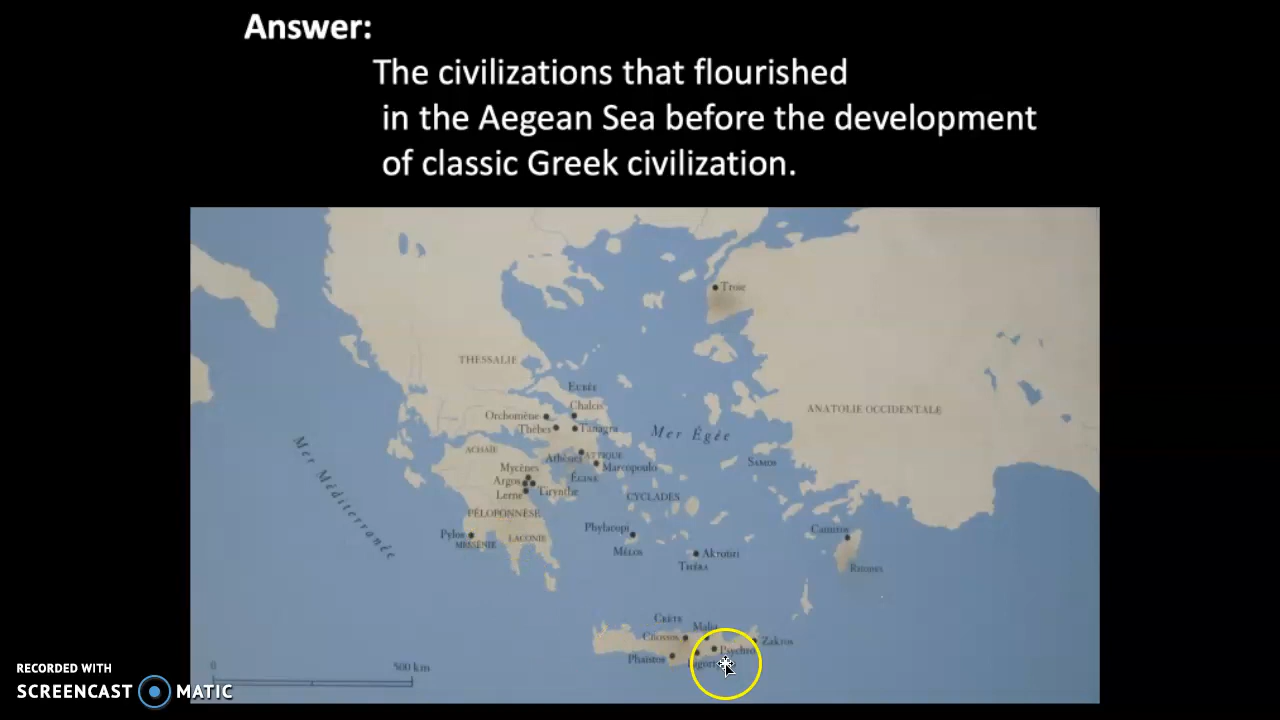 Answer:
The civilizations that flourished
in the Aegean Sea before the development
of classic Greek civilization.
Troie
THESSALIE
EUBÉE
Chalcis
Orchomène
Thèbes
Tanagra
ANATOLIE OCCIDENTALE
Mer Égée
ACHAÏE
Athènes
ATTIQUE
Marcopoulo
SAMOS
Mycènes
Argos
ÉGINE
Lerne
Tirynthe
CYCLADES
Mer Méditerranée
PÉLOPONNÈSE
Phylacopi
Camiros
Pylos
MESSÉNIE
LACONIE
MÉLOS
Akrotiri
THÉRA
CRÈTE
Malia
Cnossos
Zakros
Psychro
Phaistos
0
500 km
RECORDED WITH
SCREENCAST MATIC